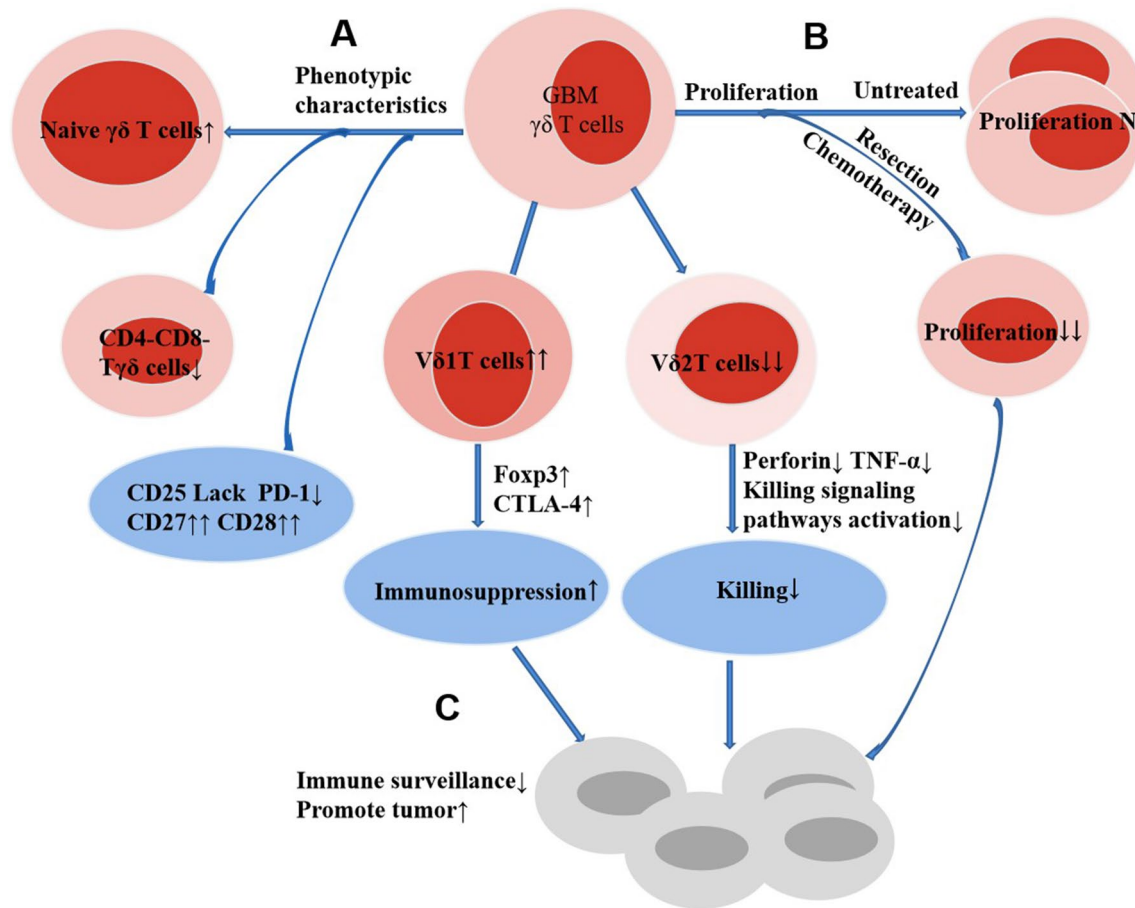 A
Phenotypic
characteristics
Naive γδ T cells↑
GBM
γδ T cells
B
Proliferation
Untreated
Proliferation N
Resection
Chemotherapy
CD4-CD8-
Tγδ cells↓
Vδ1T cells↑↑
Vδ2T cells↓↓
Proliferation↓↓
CD25 Lack PD-1↓
CD27↑↑ CD28↑↑
Foxp3↑
CTLA-4↑
Perforin↓ TNF-α↓
Killing signaling
pathways activation↓
Immunosuppression↑
Killing↓
C
Immune surveillance↓
Promote tumor↑